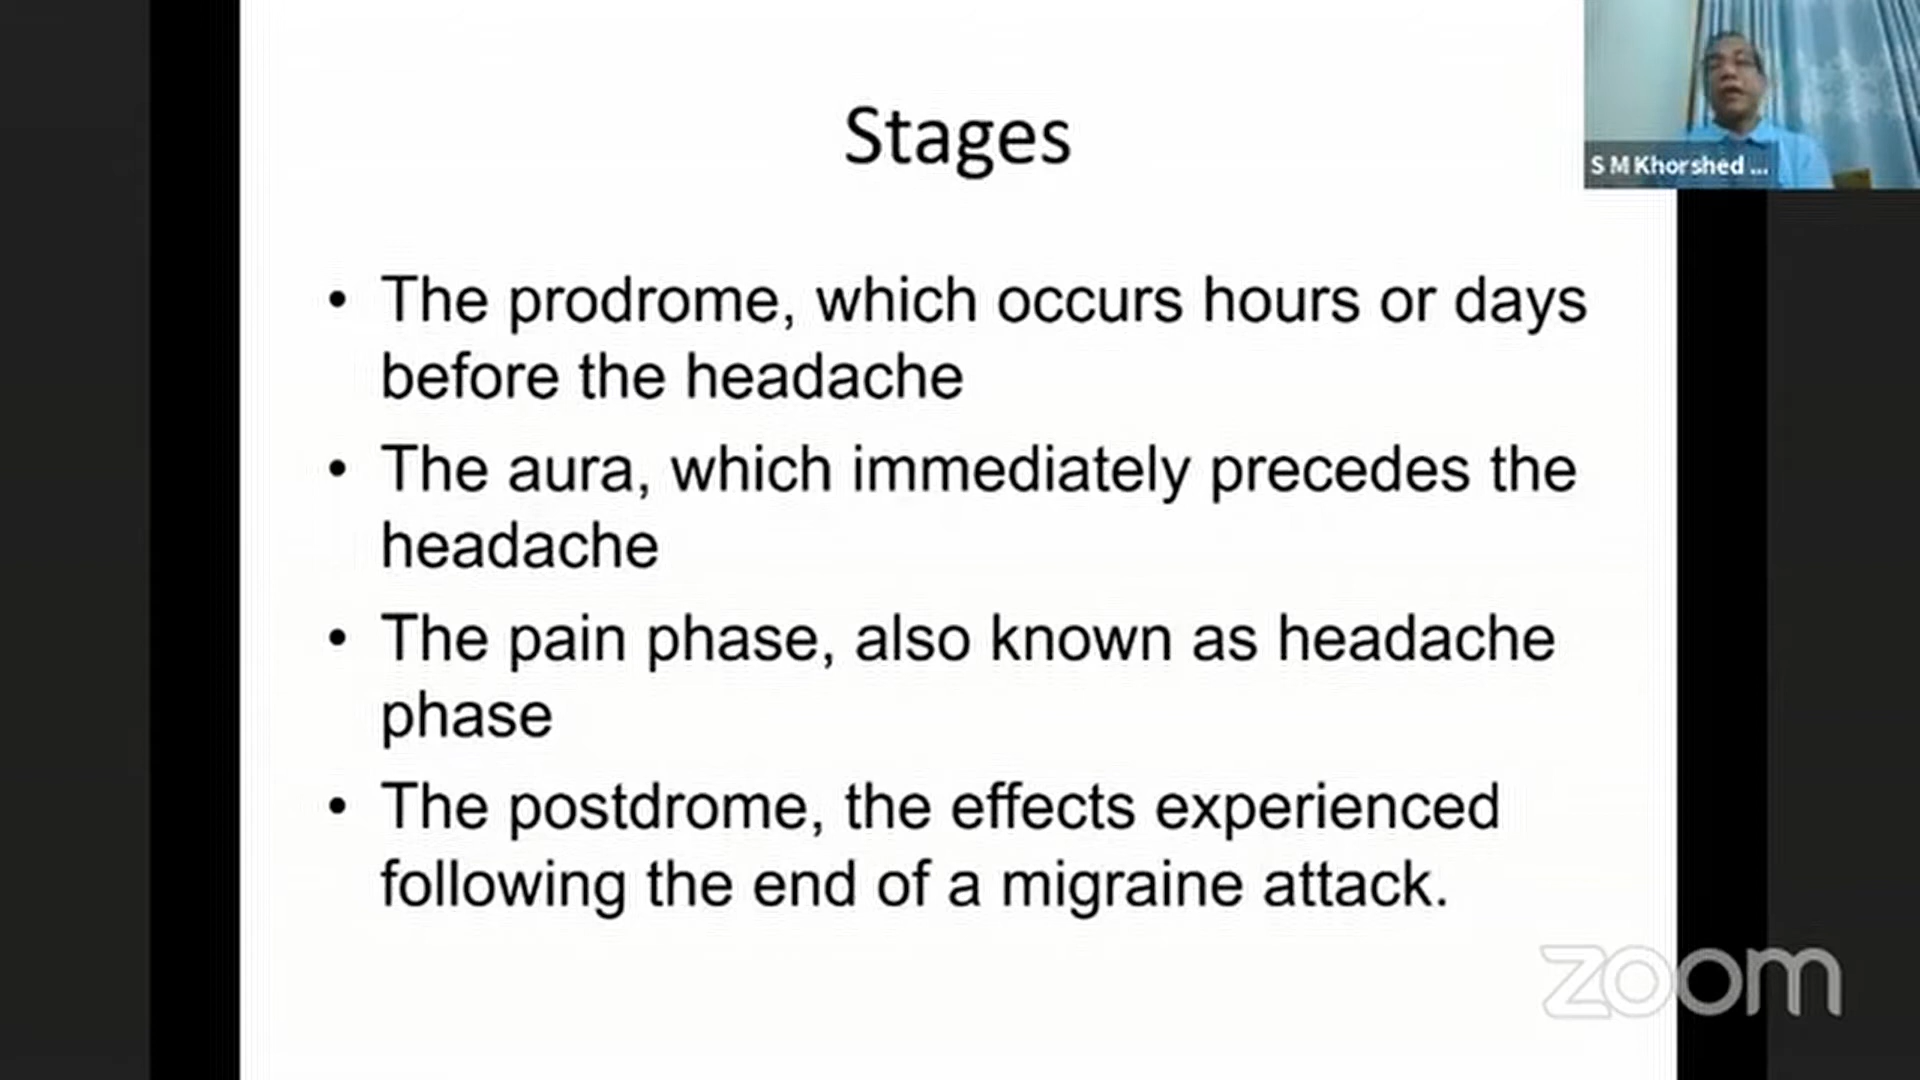 Stages
S M Khorshed ...
• The prodrome, which occurs hours or days
before the headache
• The aura, which immediately precedes the
headache
• The pain phase, also known as headache
phase
• The postdrome, the effects experienced
following the end of a migraine attack.
zoom